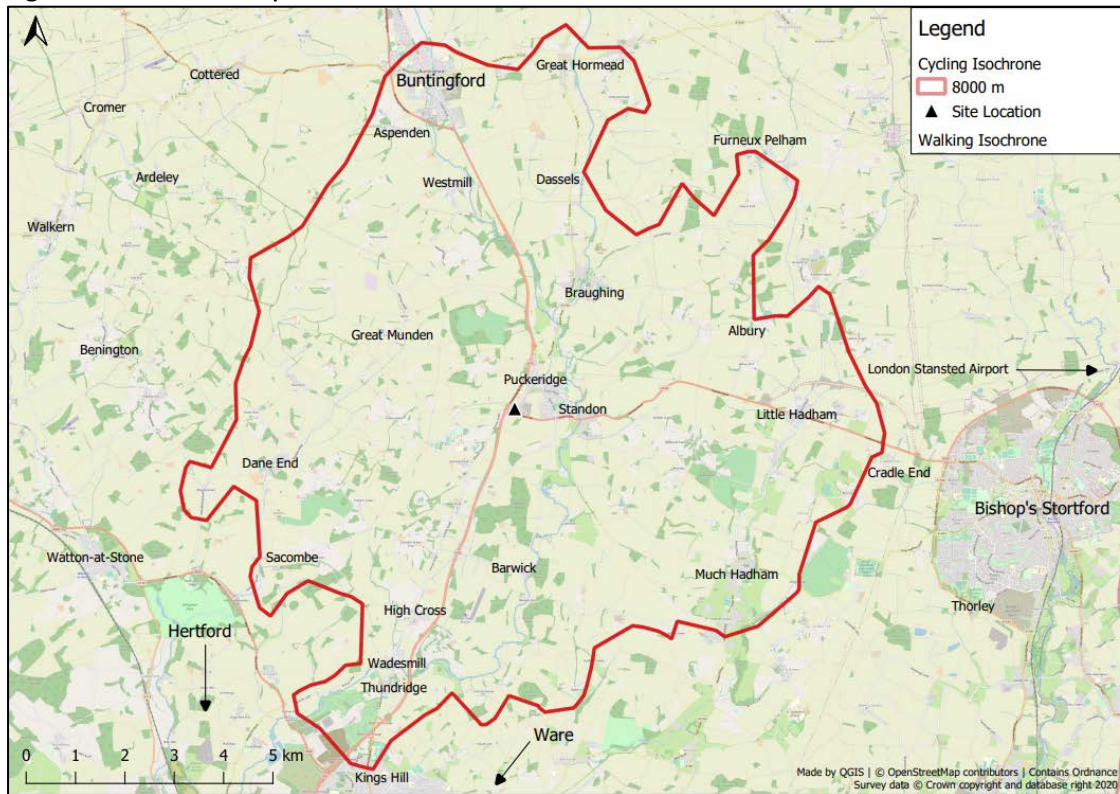 Legend
Cycling Isochrone
8000 m
Site Location
Walking Isochrone
Cottered
Buntingford
Great Hormead
Cromer
Aspenden
Furneux Pelham
Ardeley
Westmill
Dassels
Walkern
Braughing
Great Munden
Albury
Benington
London Stansted Airport
Puckeridge
Standon
Little Hadham
Dane End
Cradle End
Bishop's Stortford
Watton-at-Stone
Sacombe
Barwick
Much Hadham
High Cross
Thorley
Hertford
Wadesmill
Thundridge
Ware
0 1 2 3 4 5 km
Kings Hill
Made by QGIS | © OpenStreetMap contributors | Contains Ordnance
Survey data © Crown copyright and database right 2020